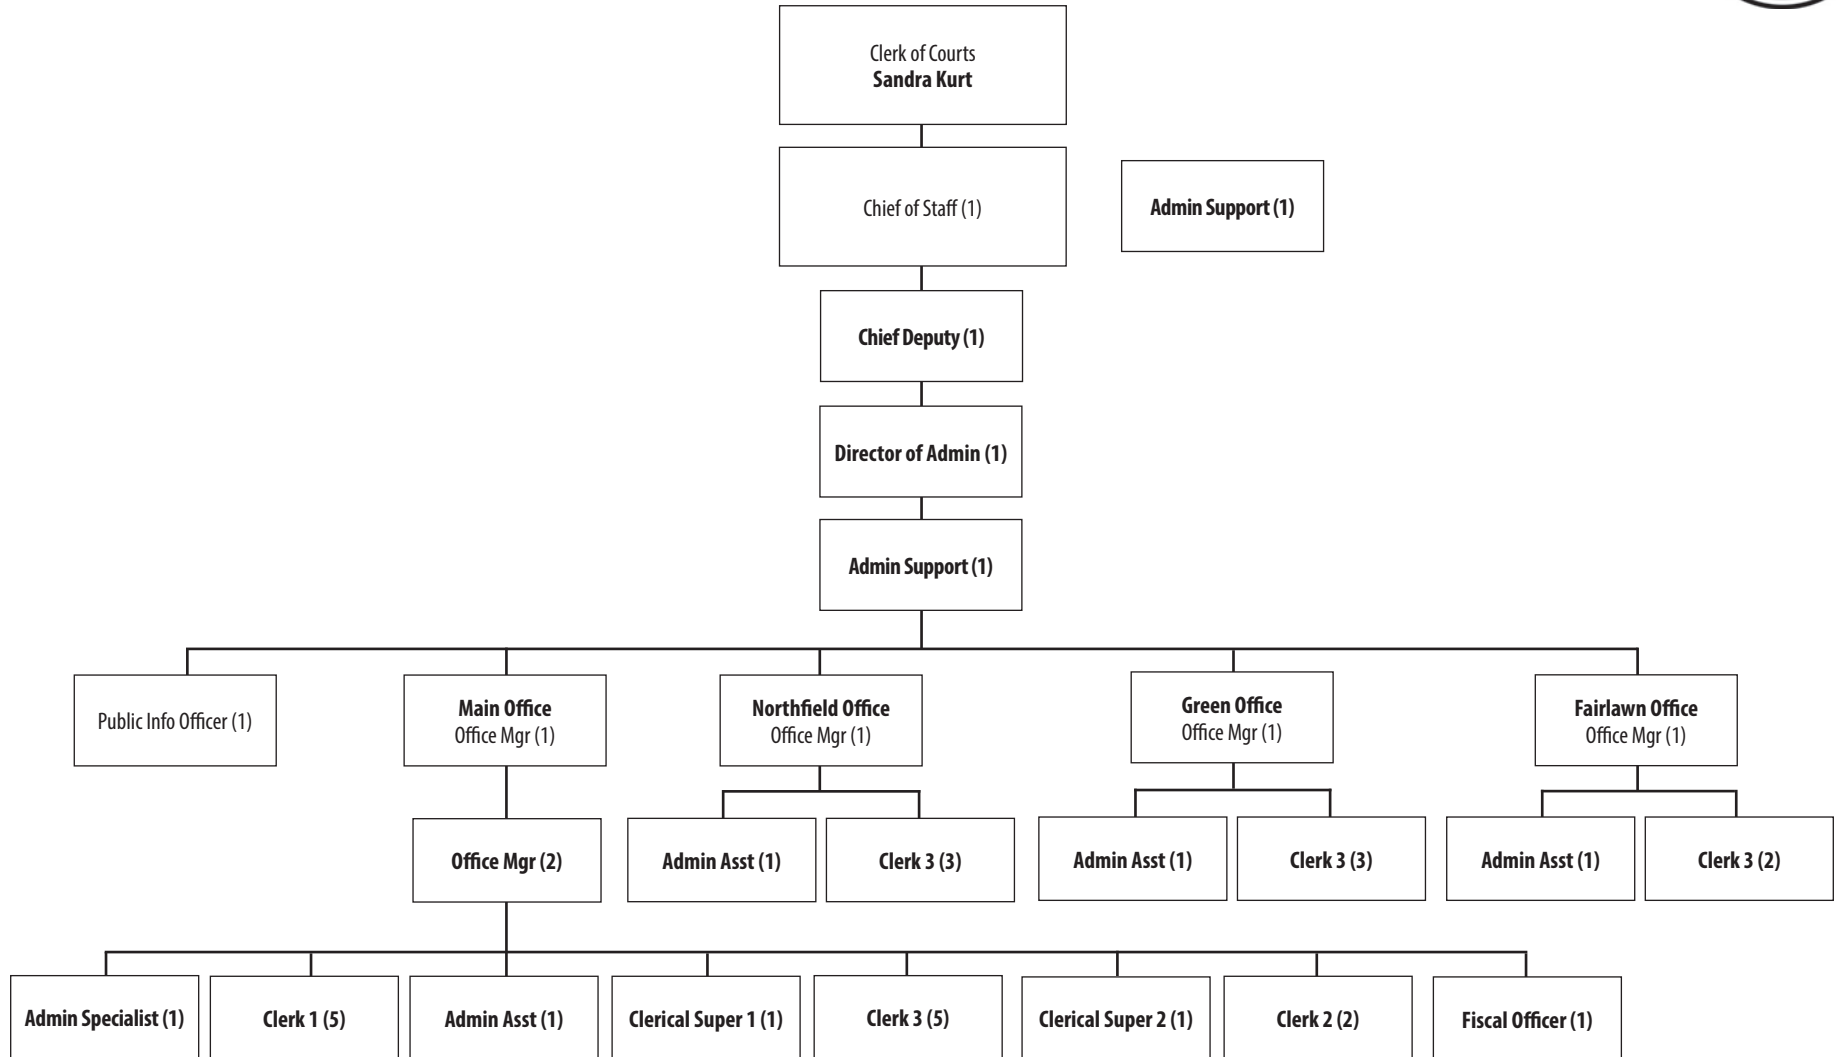 Clerk of Courts
Sandra Kurt
Chief of Staff (1)
Admin Support (1)
Chief Deputy (1)
Director of Admin (1)
Admin Support (1)
Public Info Officer (1)
Main Office
Office Mgr (1)
Northfield Office
Office Mgr (1)
Green Office
Office Mgr (1)
Fairlawn Office
Office Mgr (1)
Office Mgr (2)
Admin Asst (1)
Clerk 3 (3)
Admin Asst (1)
Clerk 3 (3)
Admin Asst (1)
Clerk 3 (2)
Admin Specialist (1)
Clerk 1 (5)
Admin Asst (1)
Clerical Super 1 (1)
Clerk 3 (5)
Clerical Super 2 (1)
Clerk 2 (2)
Fiscal Officer (1)